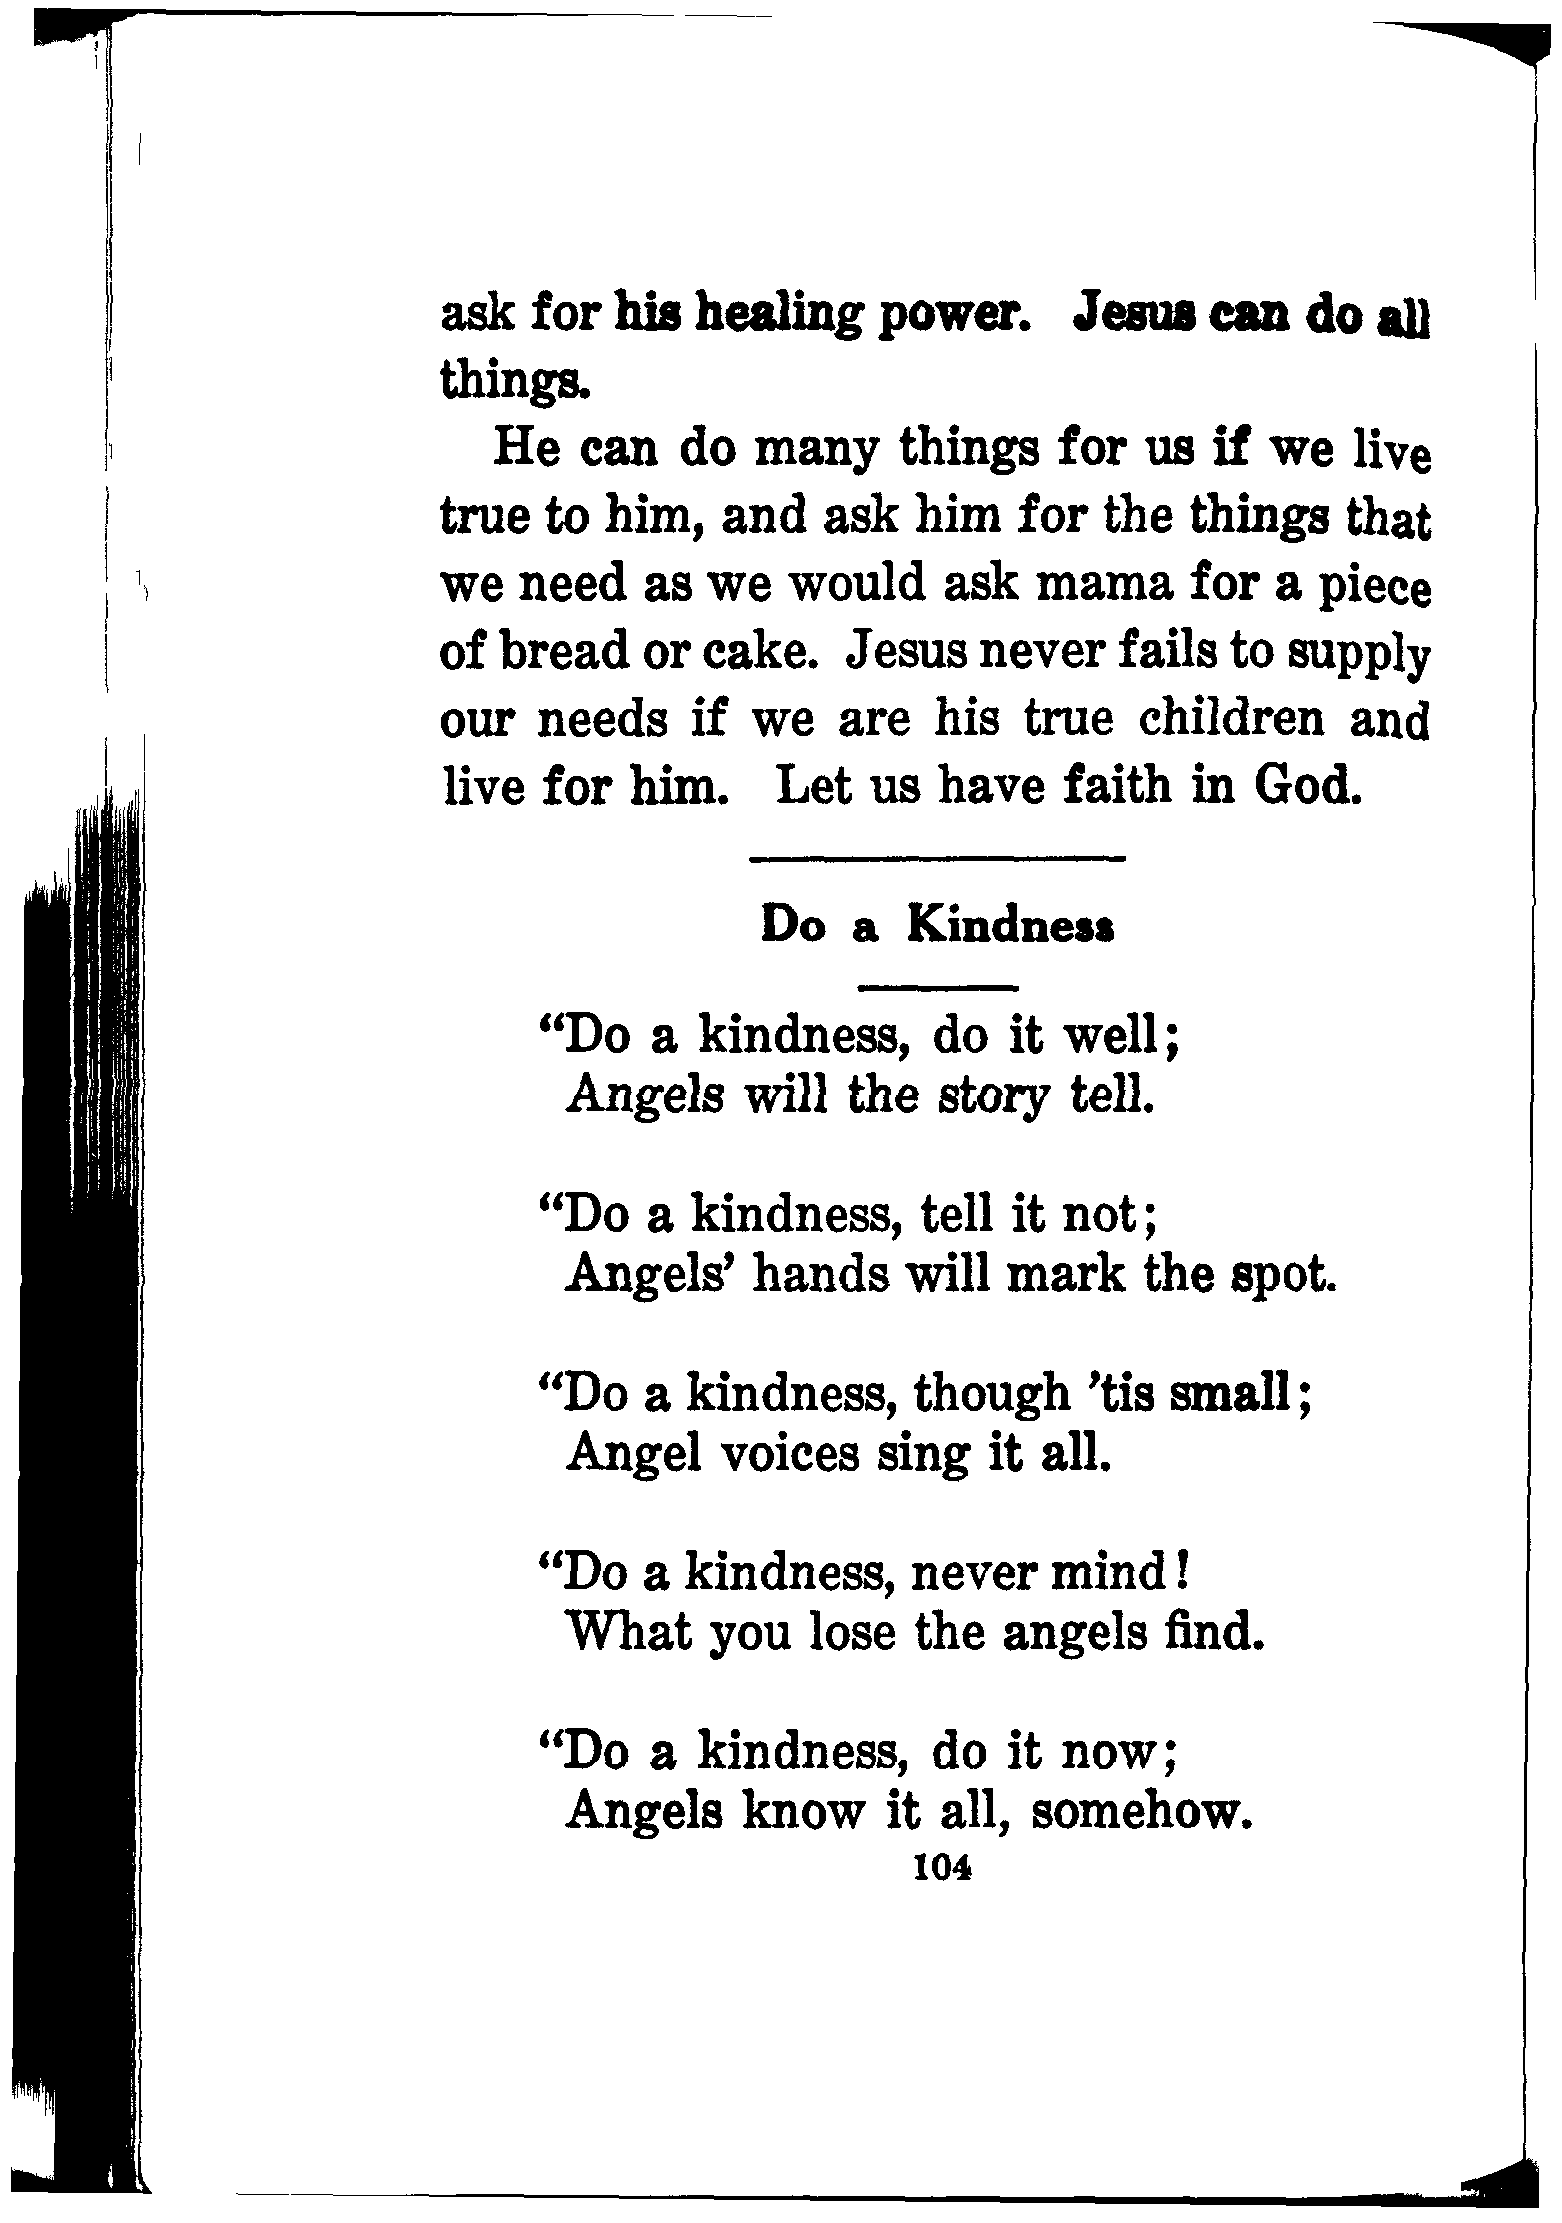 ask for his healing power. Jesus can do all
things.
He can do many things for us if we live
true to him, and ask him for the things that
we need as we would ask mama for a piece
of bread or cake. Jesus never fails to supply
our needs if we are his true children and
live for him. Let us have faith in God.
Do a Kindness
“Do a kindness, do it well;
Angels will the story tell.
“Do a kindness, tell it not;
Angels’ hands will mark the spot.
“Do a kindness, though ’tis small;
Angel voices sing it all.
“Do a kindness, never mind!
What you lose the angels find.
“Do a kindness, do it now;
Angels know it all, somehow.
104